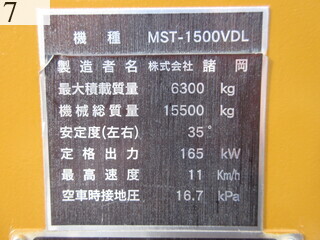 7
機種 MST-1500VDL
製造者名 株式会社 諸岡
最大積載質量 6300 kg
機械総質量 15500 kg
安定度(左右) 35°
定格出力 165 kW
最高速度 11 Km/h
空車時接地圧 16.7 kPa